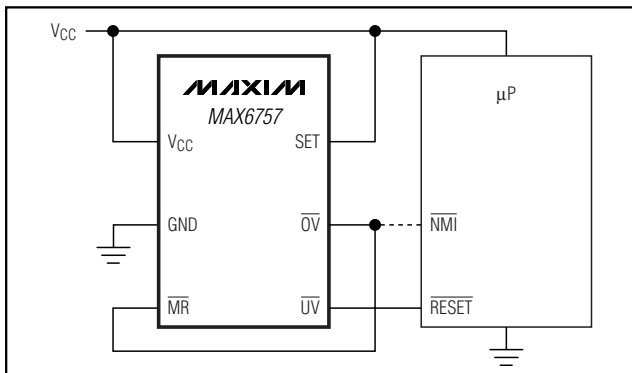 VCC
MAXIM
MAX6757
µP
VCC
SET
GND
OV
NMI
MR
UV
RESET